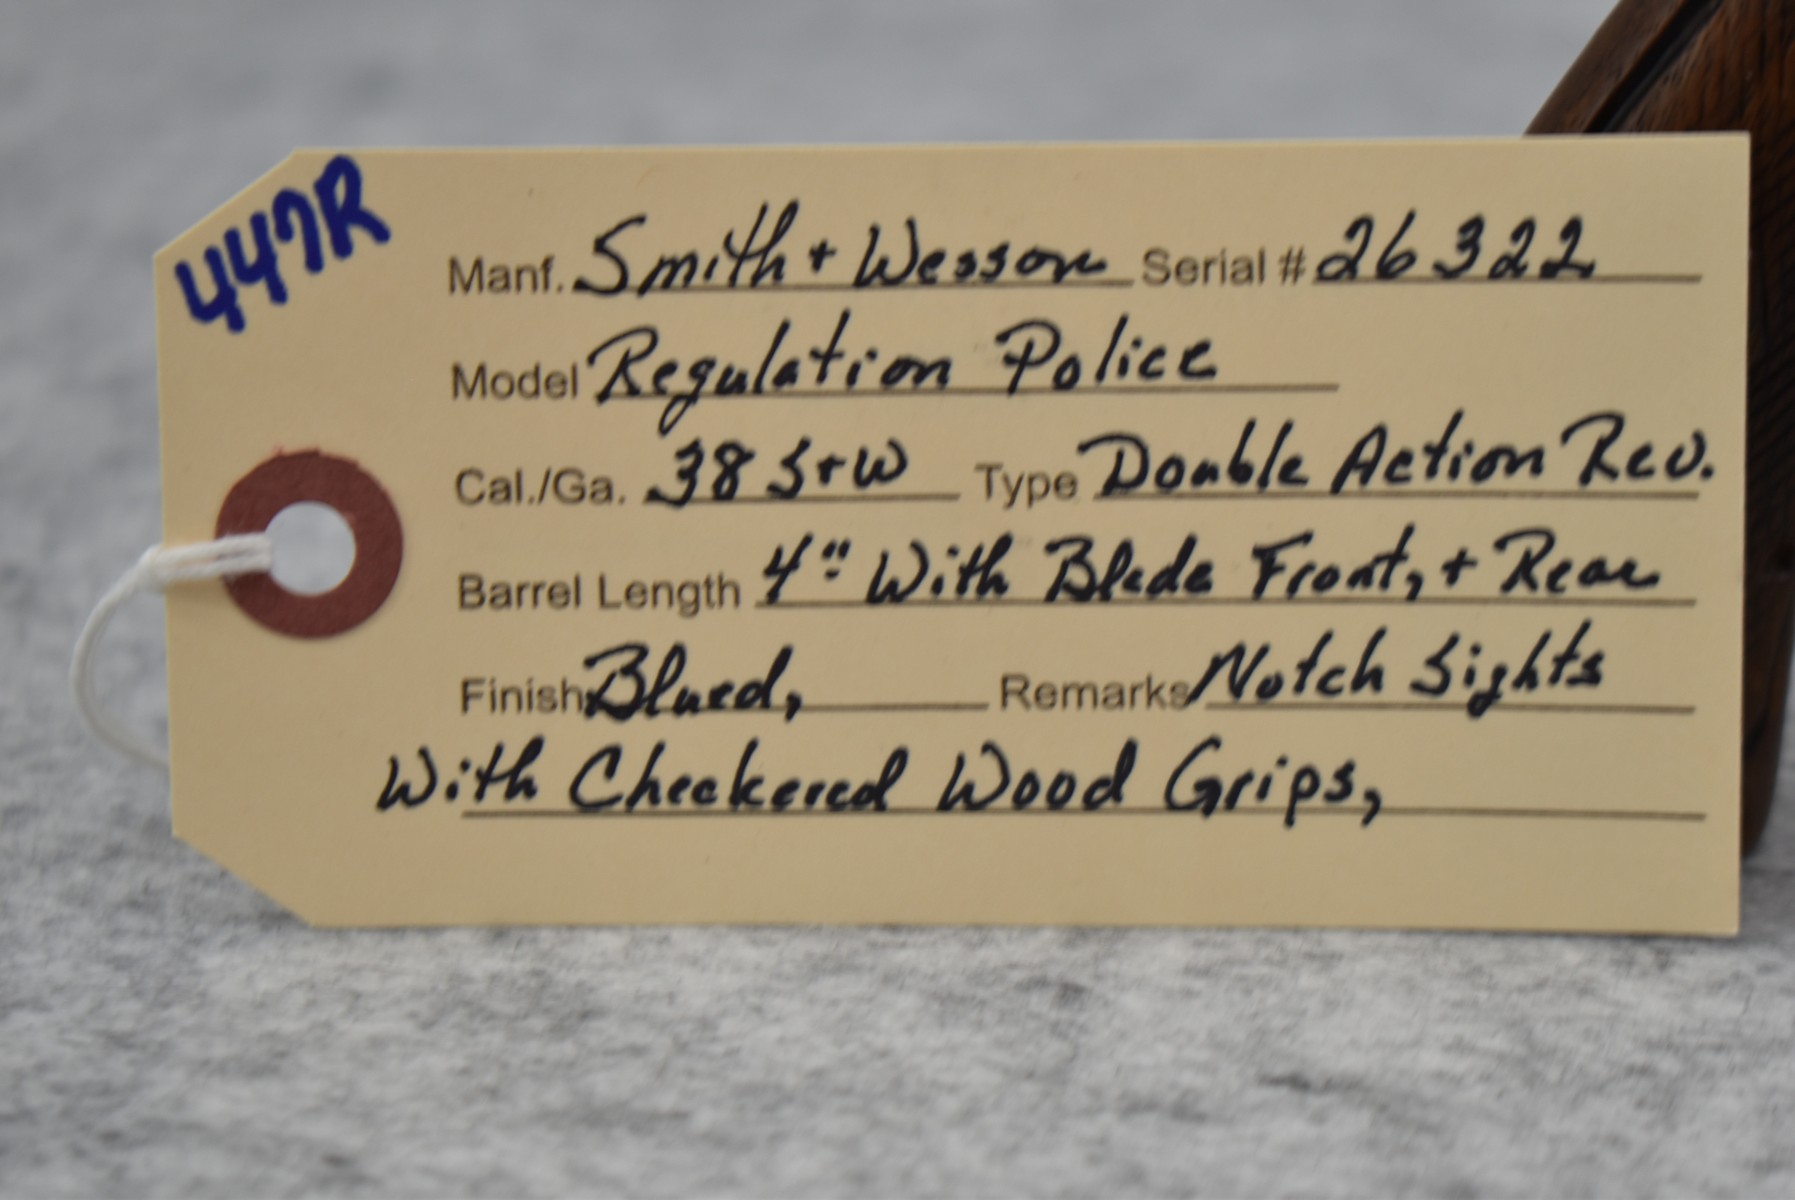 447R
Manf. Smith + Wesson Serial # 26322
Model Regulation Police
Cal./Ga. 38 S+W Type Double Action Rev.
Barrel Length 4" With Blade Front, + Rear
Finish Blued, Remarks Notch Sights
With Checkered Wood Grips,